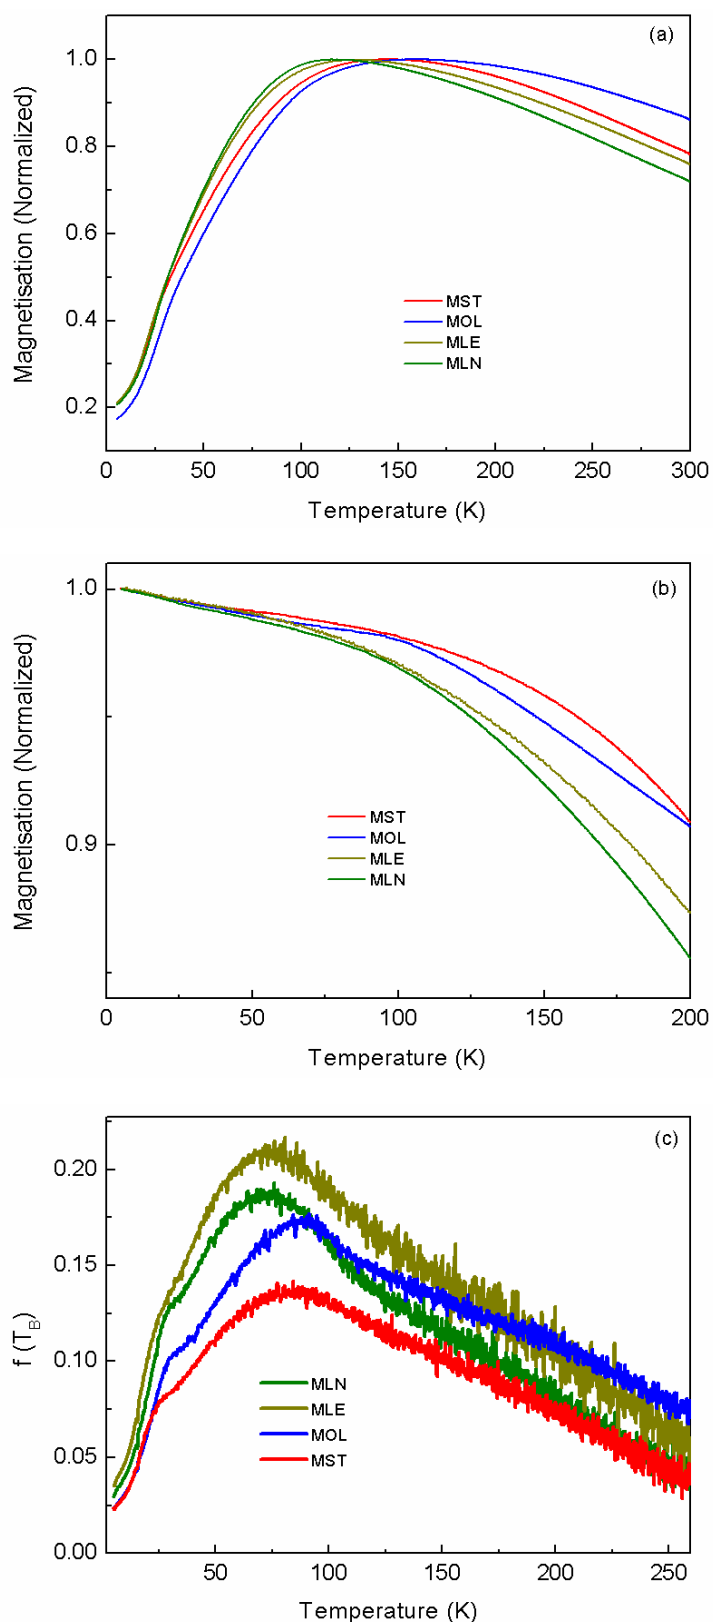 (a)
1.0
0.8
0.6
0.4
0.2
Magnetisation (Normalized)
MST
MOL
MLE
MLN
0 50 100 150 200 250 300
Temperature (K)
(b)
1.0
0.9
Magnetisation (Normalized)
MST
MOL
MLE
MLN
0 50 100 150 200
Temperature (K)
(c)
0.20
0.15
0.10
0.05
0.00
f (TB)
MLN
MLE
MOL
MST
50 100 150 200 250
Temperature (K)